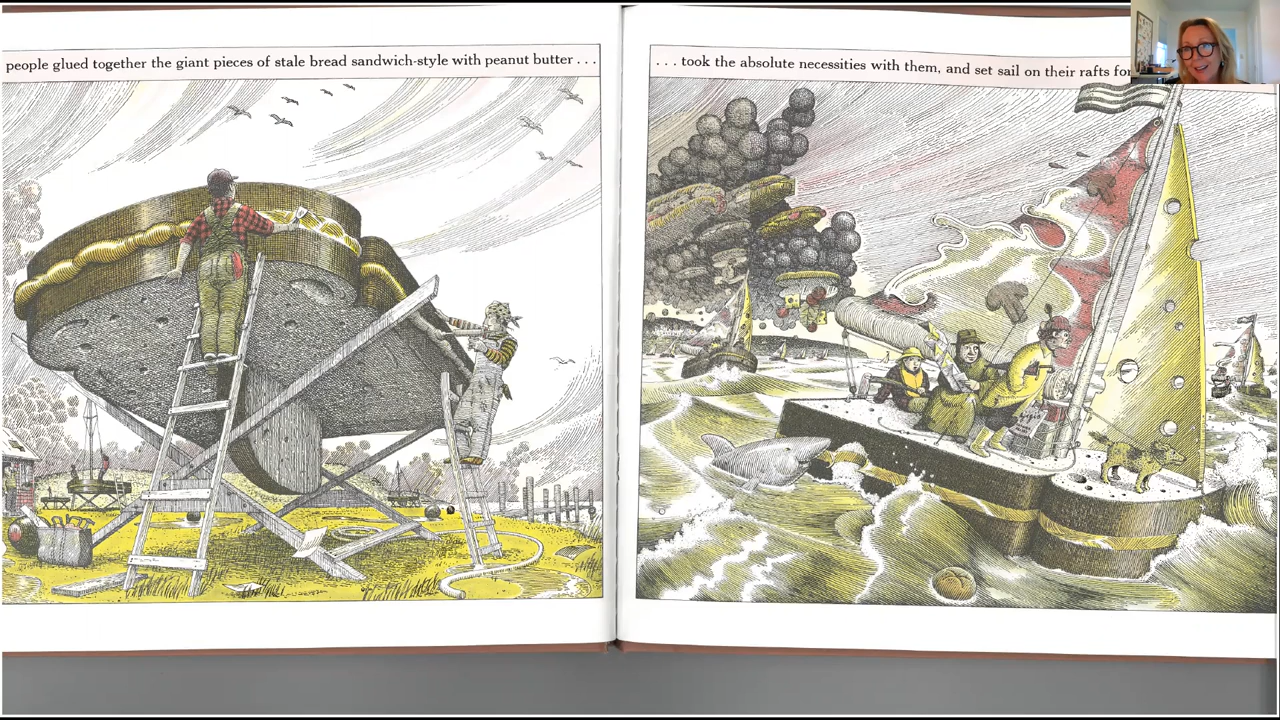 people glued together the giant pieces of stale bread sandwich-style with peanut butter . . .
. . . took the absolute necessities with them, and set sail on their rafts for